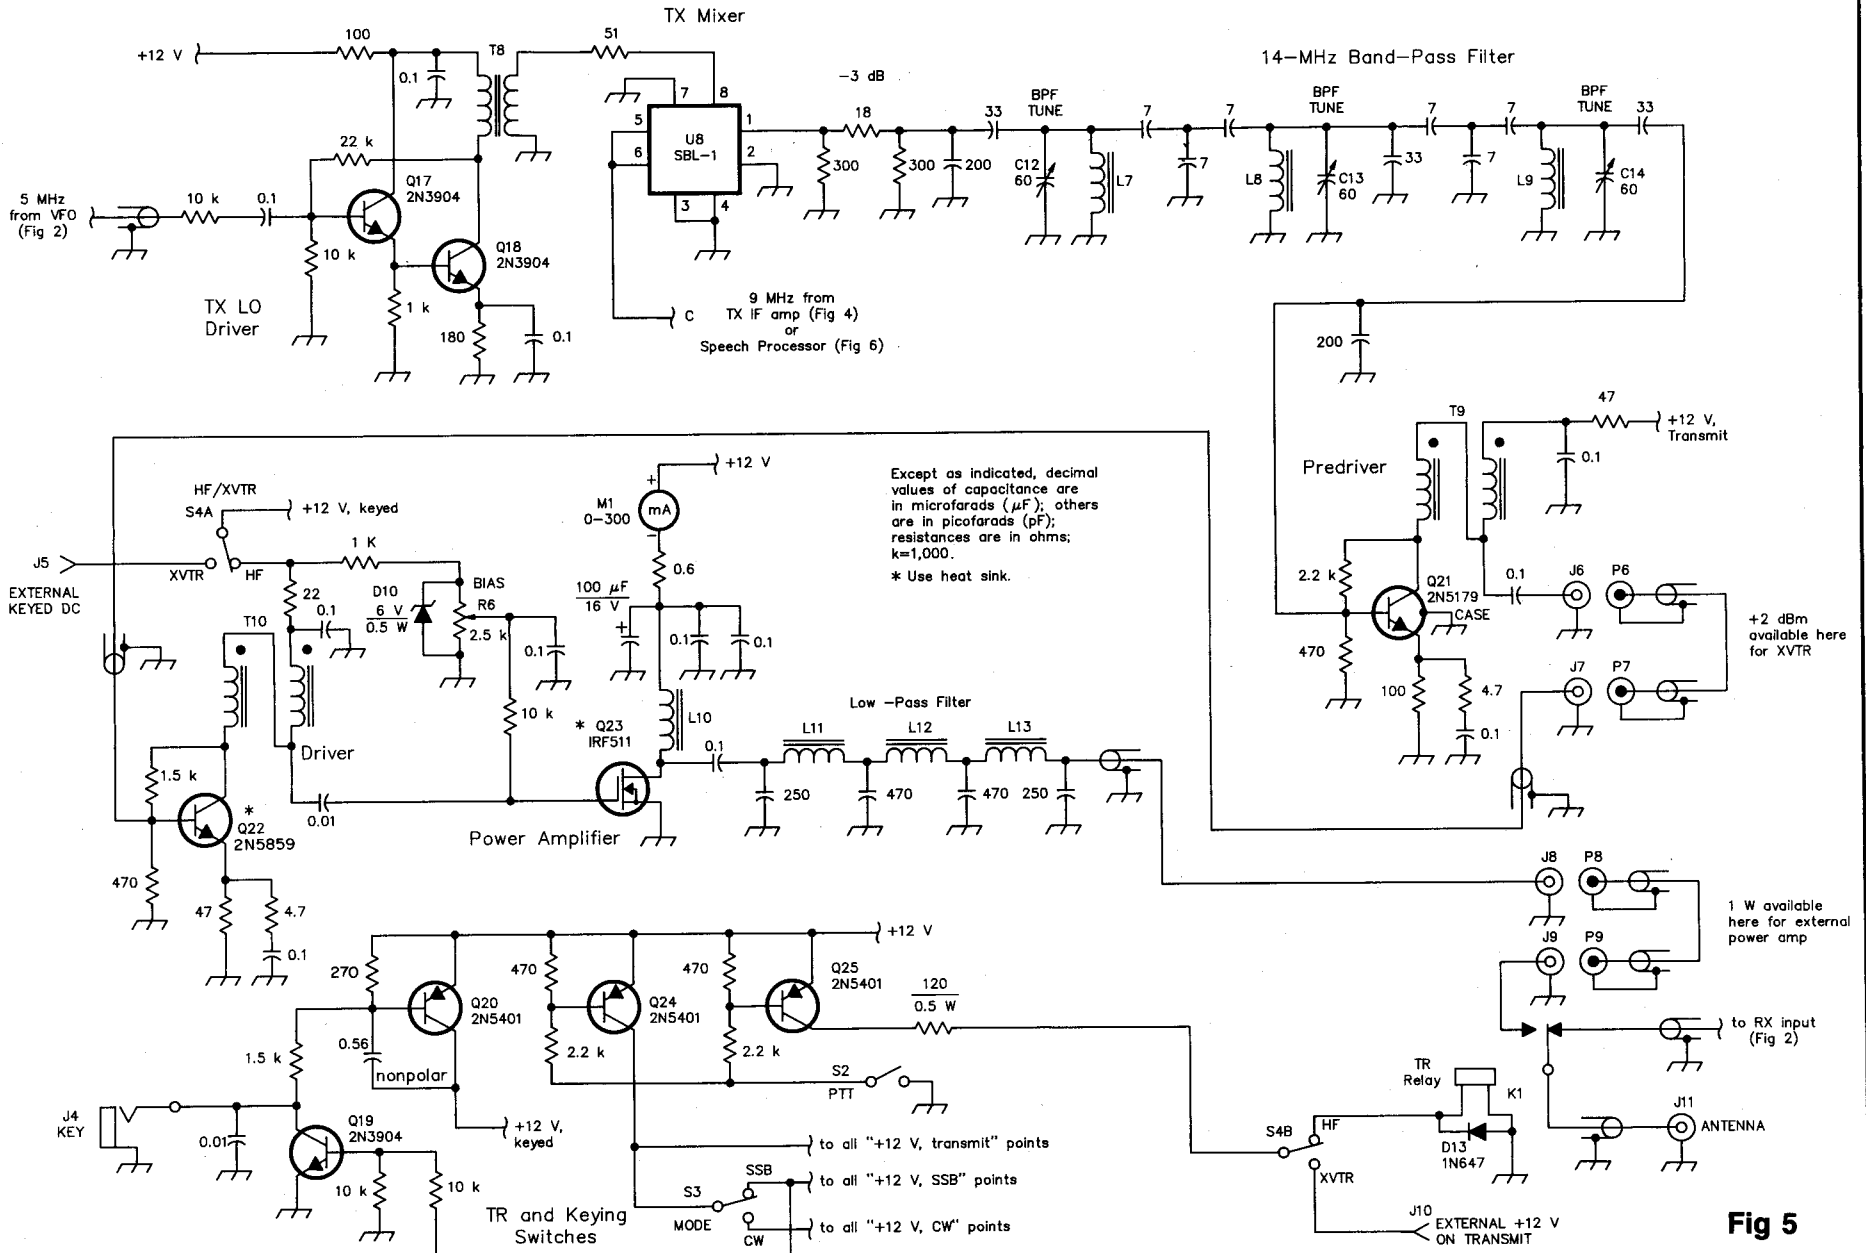 TX Mixer
+12 V
100
0.1
T8
51
-3 dB
14-MHz Band-Pass Filter
7
8
5
6
1
2
3
4
U8
SBL-1
18
300
300
200
33
BPF
TUNE
C12
60
L7
7
7
7
L8
BPF
TUNE
C13
60
33
7
7
7
L9
BPF
TUNE
C14
60
33
22 k
5 MHz
from VFO
(Fig 2)
10 k
0.1
Q17
2N3904
10 k
Q18
2N3904
1 k
180
0.1
TX LO
Driver
C
9 MHz from
TX IF amp (Fig 4)
or
Speech Processor (Fig 6)
200
T9
47
+12 V,
Transmit
0.1
Predriver
2.2 k
Q21
2N5179
CASE
470
100
4.7
0.1
0.1
J6
P6
J7
P7
+2 dBm
available here
for XVTR
HF/XVTR
S4A
+12 V, keyed
J5
EXTERNAL
KEYED DC
XVTR
HF
1 K
22
0.1
T10
D10
6 V
0.5 W
BIAS
R6
2.5 k
0.1
10 k
M1
0-300
mA
+
-
+12 V
0.6
100 µF
16 V
+
0.1
0.1
Except as indicated, decimal
values of capacitance are
in microfarads (µF); others
are in picofarads (pF);
resistances are in ohms;
k=1,000.
* Use heat sink.
L10
* Q23
IRF511
0.1
Low -Pass Filter
L11
L12
L13
250
470
470
250
Driver
1.5 k
*
Q22
2N5859
0.01
Power Amplifier
470
47
4.7
0.1
J8
P8
J9
P9
1 W available
here for external
power amp
+12 V
270
Q20
2N5401
470
Q24
2N5401
470
Q25
2N5401
120
0.5 W
0.56
nonpolar
1.5 k
2.2 k
2.2 k
S2
PTT
to RX input
(Fig 2)
TR
Relay
K1
J4
KEY
0.01
Q19
2N3904
+12 V,
keyed
10 k
10 k
to all "+12 V, transmit" points
S3
MODE
SSB
to all "+12 V, SSB" points
CW
to all "+12 V, CW" points
TR and Keying
Switches
S4B
HF
XVTR
D13
1N647
J11
ANTENNA
J10
EXTERNAL +12 V
ON TRANSMIT
Fig 5